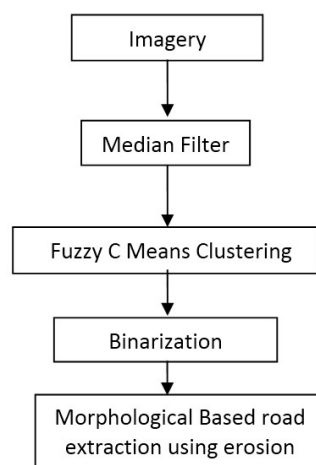 Imagery
Median Filter
Fuzzy C Means Clustering
Binarization
Morphological Based road
extraction using erosion